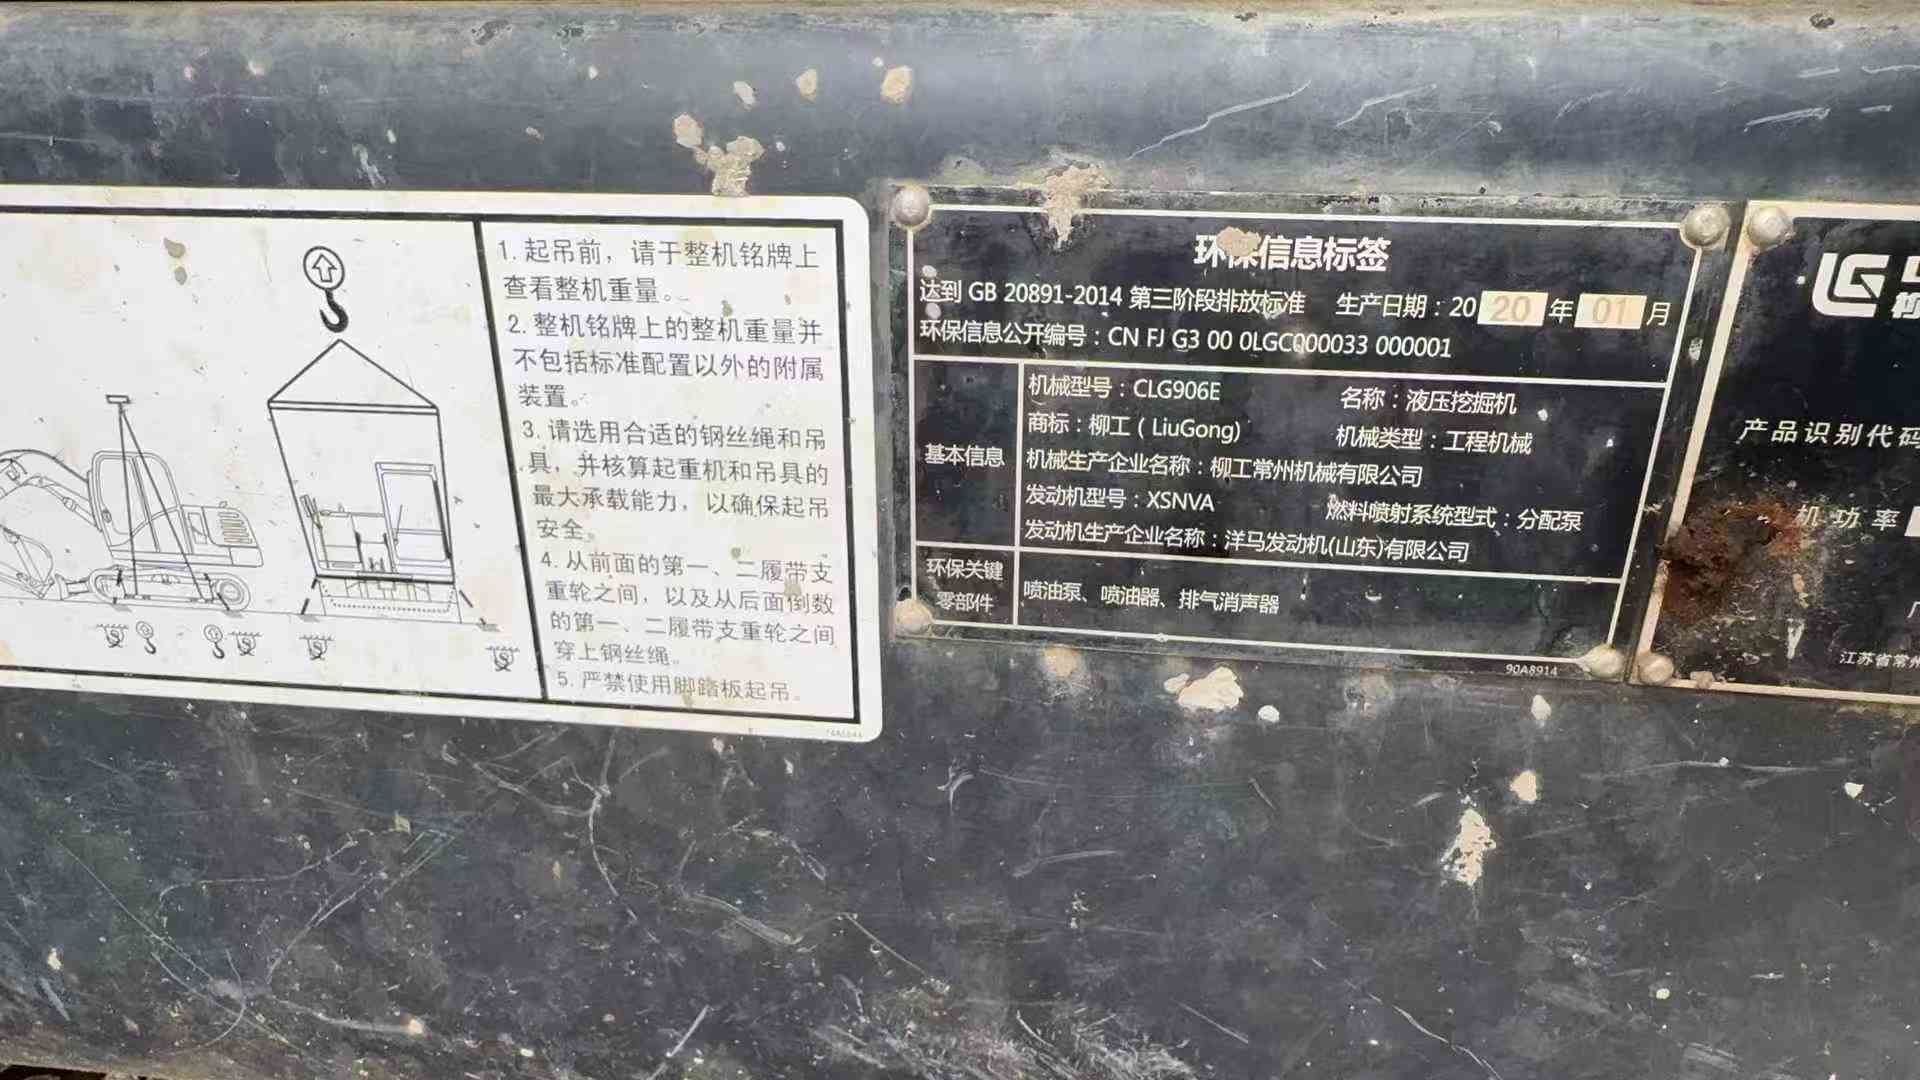 1. 起吊前，请于整机铭牌上
查看整机重量。
2. 整机铭牌上的整机重量并
不包括标准配置以外的附属
装置。
3. 请选用合适的钢丝绳和吊
具，并核算起重机和吊具的
最大承载能力，以确保起吊
安全。
4. 从前面的第一、二履带支
重轮之间，以及从后面倒数
的第一、二履带支重轮之间
穿上钢丝绳。
5. 严禁使用脚踏板起吊。
环保信息标签
达到 GB 20891-2014 第三阶段排放标准 生产日期：2020年01月
环保信息公开编号：CN FJ G3 00 0LGC000033 000001
基本信息
机械型号：CLG906E 名称：液压挖掘机
商标：柳工（LiuGong) 机械类型：工程机械
机械生产企业名称：柳工常州机械有限公司
发动机型号：XSNVA 燃料喷射系统型式：分配泵
发动机生产企业名称：洋马发动机(山东)有限公司
环保关键
零部件
喷油泵、喷油器、排气消声器
90A8914
柳
产品识别代码
机功率
江苏省常州